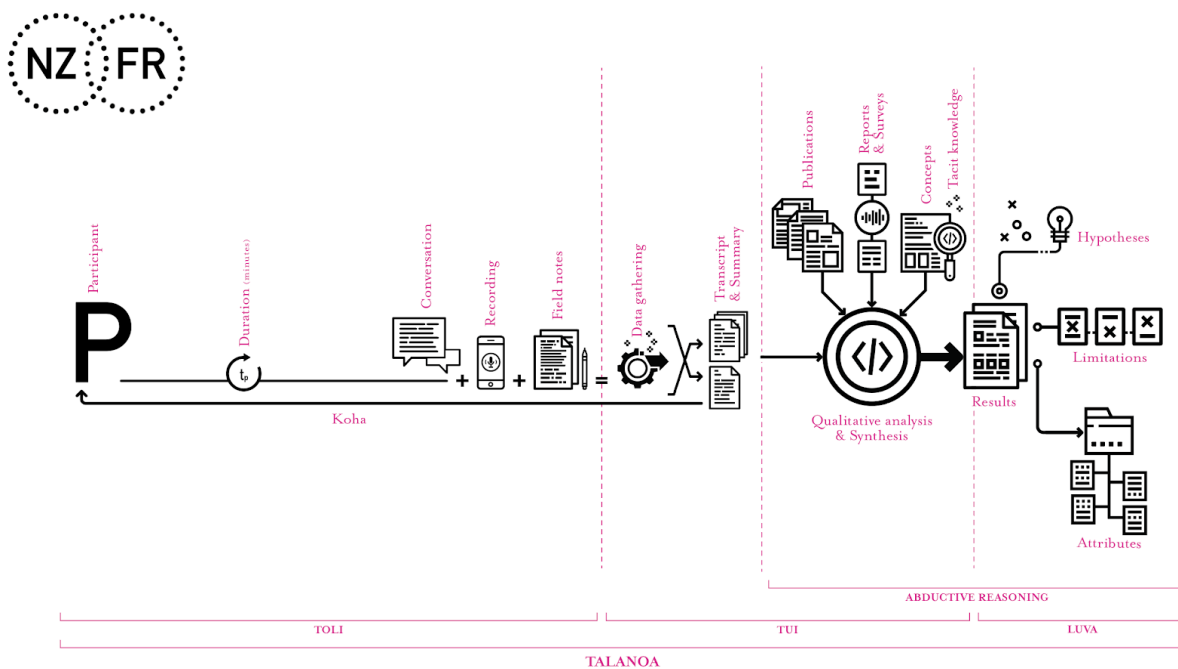 NZ FR
Participant
Duration (minutes)
Conversation
Recording
Field notes
Data gathering
Transcript
& Summary
Publications
Reports
& Surveys
Concepts
Tacit knowledge
Hypotheses
P
tp
+
+
=
</>
</>
Limitations
Results
Koha
Qualitative analysis
& Synthesis
Attributes
ABDUCTIVE REASONING
TOLI
TUI
LUVA
TALANOA